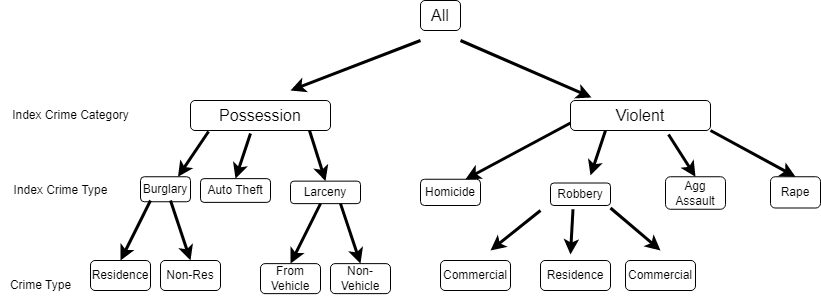 All
Index Crime Category
Possession
Violent
Index Crime Type
Burglary
Auto Theft
Larceny
Homicide
Robbery
Agg
Assault
Rape
Crime Type
Residence
Non-Res
From
Vehicle
Non-
Vehicle
Commercial
Residence
Commercial